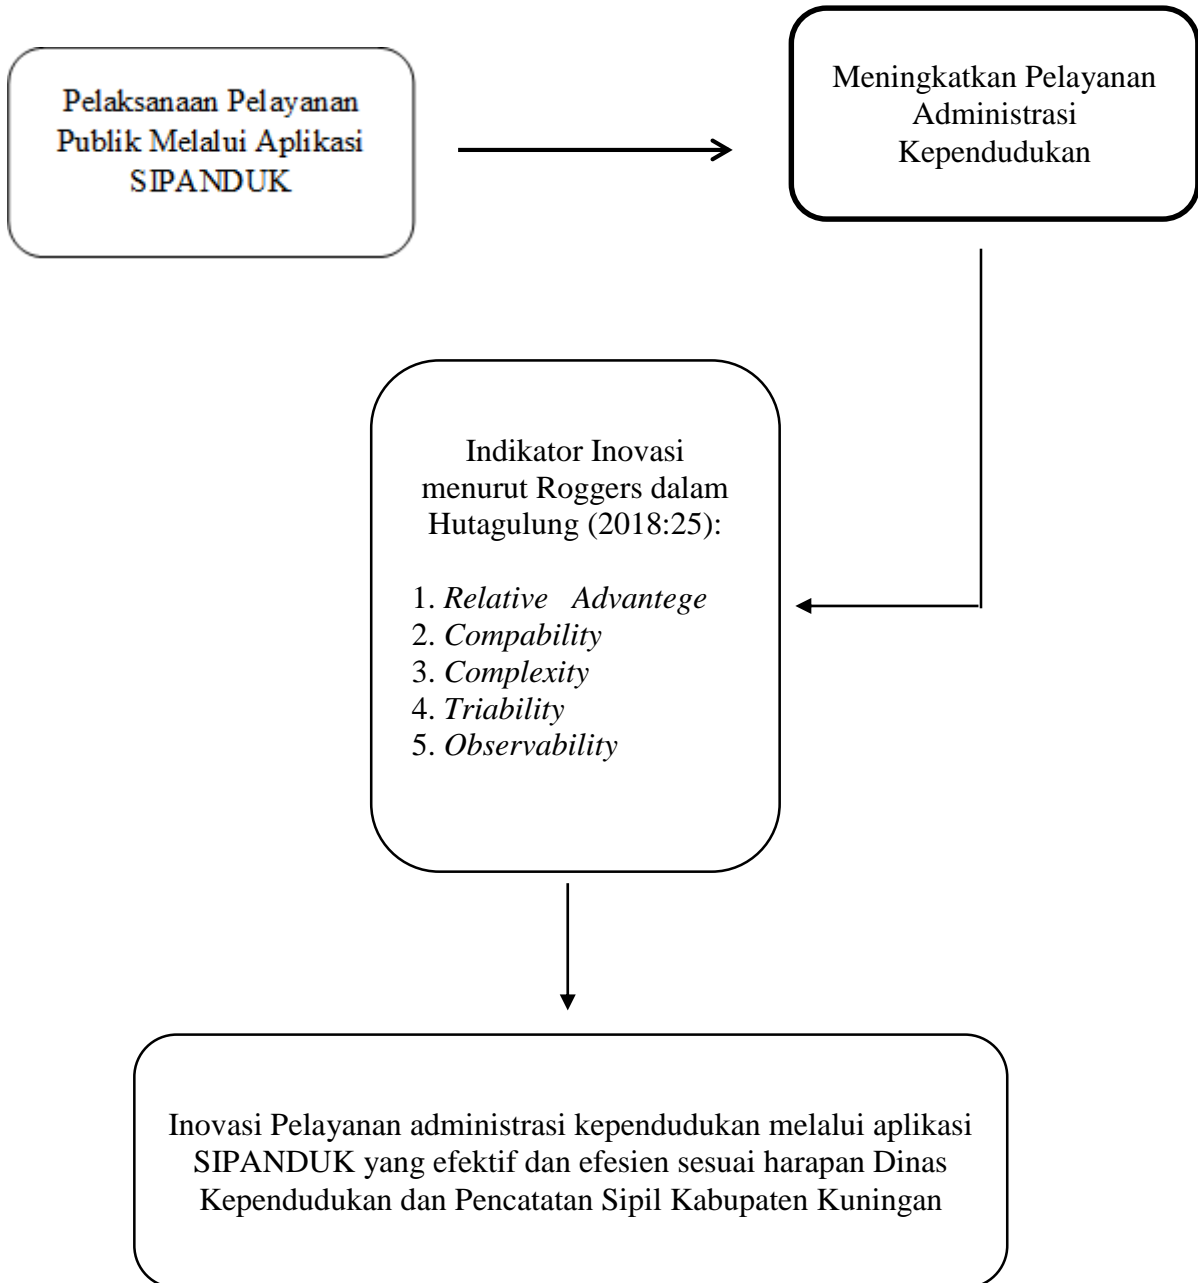 Pelaksanaan Pelayanan
Publik Melalui Aplikasi
SIPANDUK
Meningkatkan Pelayanan
Administrasi
Kependudukan
Indikator Inovasi
menurut Roggers dalam
Hutagulung (2018:25):
1. Relative Advantege
2. Compability
3. Complexity
4. Triability
5. Observability
Inovasi Pelayanan administrasi kependudukan melalui aplikasi
SIPANDUK yang efektif dan efesien sesuai harapan Dinas
Kependudukan dan Pencatatan Sipil Kabupaten Kuningan